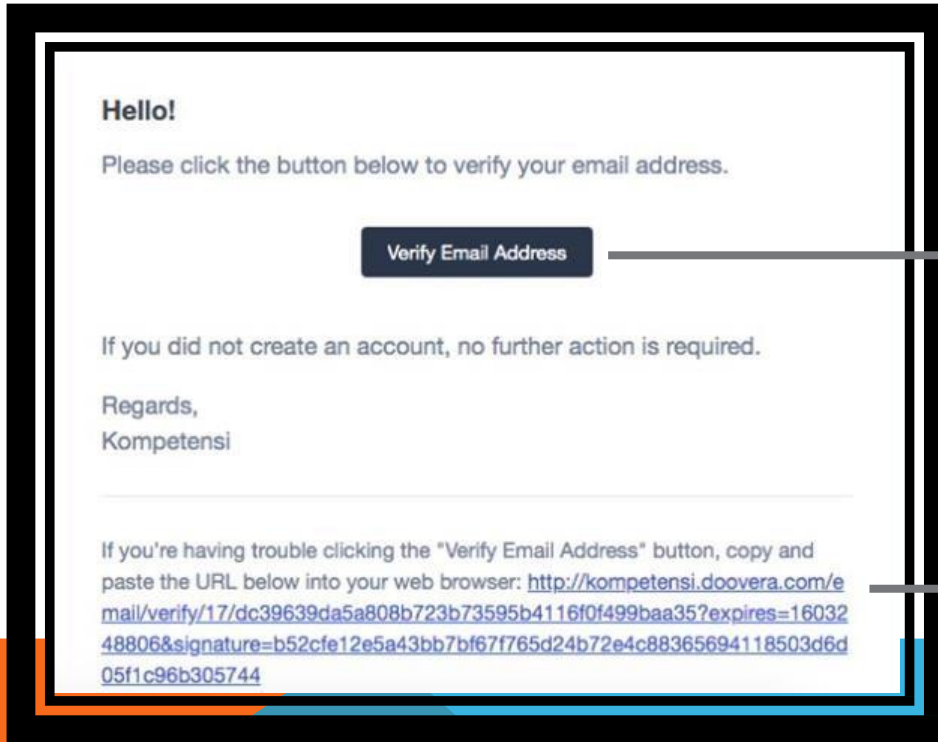 Hello!
Please click the button below to verify your email address.
Verify Email Address
If you did not create an account, no further action is required.
Regards,
Kompetensi
If you're having trouble clicking the "Verify Email Address" button, copy and
paste the URL below into your web browser: http://kompetensi.doovera.com/e
mail/verify/17/dc39639da5a808b723b73595b4116f0f499baa35?expires=16032
48806&signature=b52cfe12e5a43bb7bf67f765d24b72e4c88365694118503d6d
05f1c96b305744